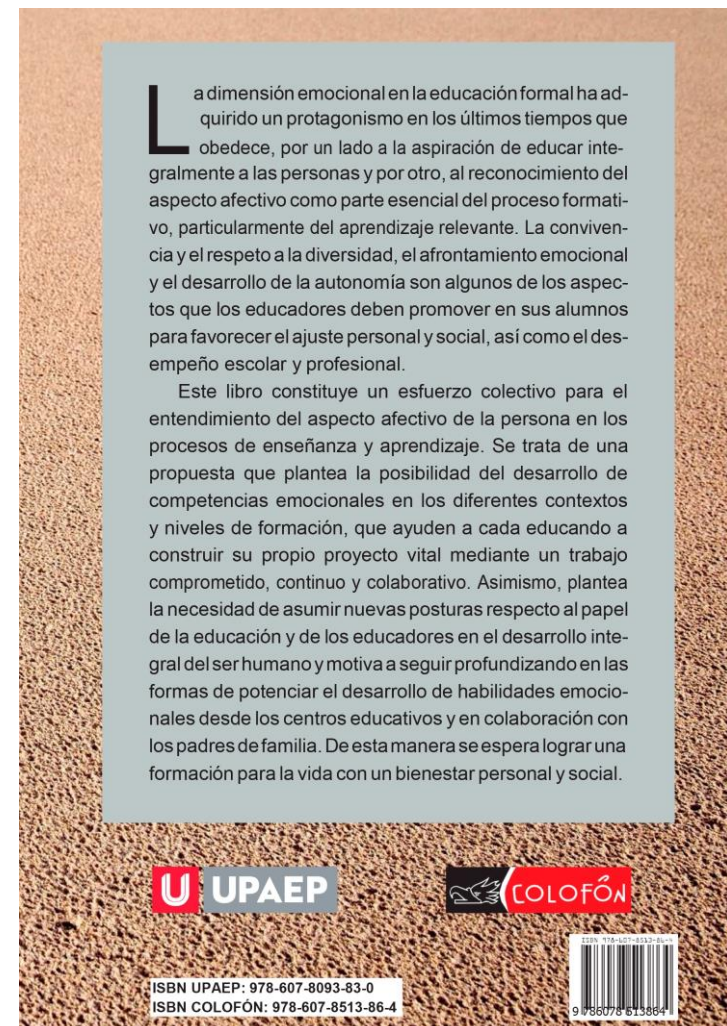 La dimensión emocional en la educación formal ha ad-
quirido un protagonismo en los últimos tiempos que
obedece, por un lado a la aspiración de educar inte-
gralmente a las personas y por otro, al reconocimiento del
aspecto afectivo como parte esencial del proceso formati-
vo, particularmente del aprendizaje relevante. La conviven-
cia y el respeto a la diversidad, el afrontamiento emocional
y el desarrollo de la autonomía son algunos de los aspec-
tos que los educadores deben promover en sus alumnos
para favorecer el ajuste personal y social, así como el des-
empeño escolar y profesional.
Este libro constituye un esfuerzo colectivo para el
entendimiento del aspecto afectivo de la persona en los
procesos de enseñanza y aprendizaje. Se trata de una
propuesta que plantea la posibilidad del desarrollo de
competencias emocionales en los diferentes contextos
y niveles de formación, que ayuden a cada educando a
construir su propio proyecto vital mediante un trabajo
comprometido, continuo y colaborativo. Asimismo, plantea
la necesidad de asumir nuevas posturas respecto al papel
de la educación y de los educadores en el desarrollo inte-
gral del ser humano y motiva a seguir profundizando en las
formas de potenciar el desarrollo de habilidades emocio-
nales desde los centros educativos y en colaboración con
los padres de familia. De esta manera se espera lograr una
formación para la vida con un bienestar personal y social.
U UPAEP
COLOFÓN
ISBN UPAEP: 978-607-8093-83-0
ISBN COLOFÓN: 978-607-8513-86-4
ISBN 978-607-8513-86-4
9 786078 513864